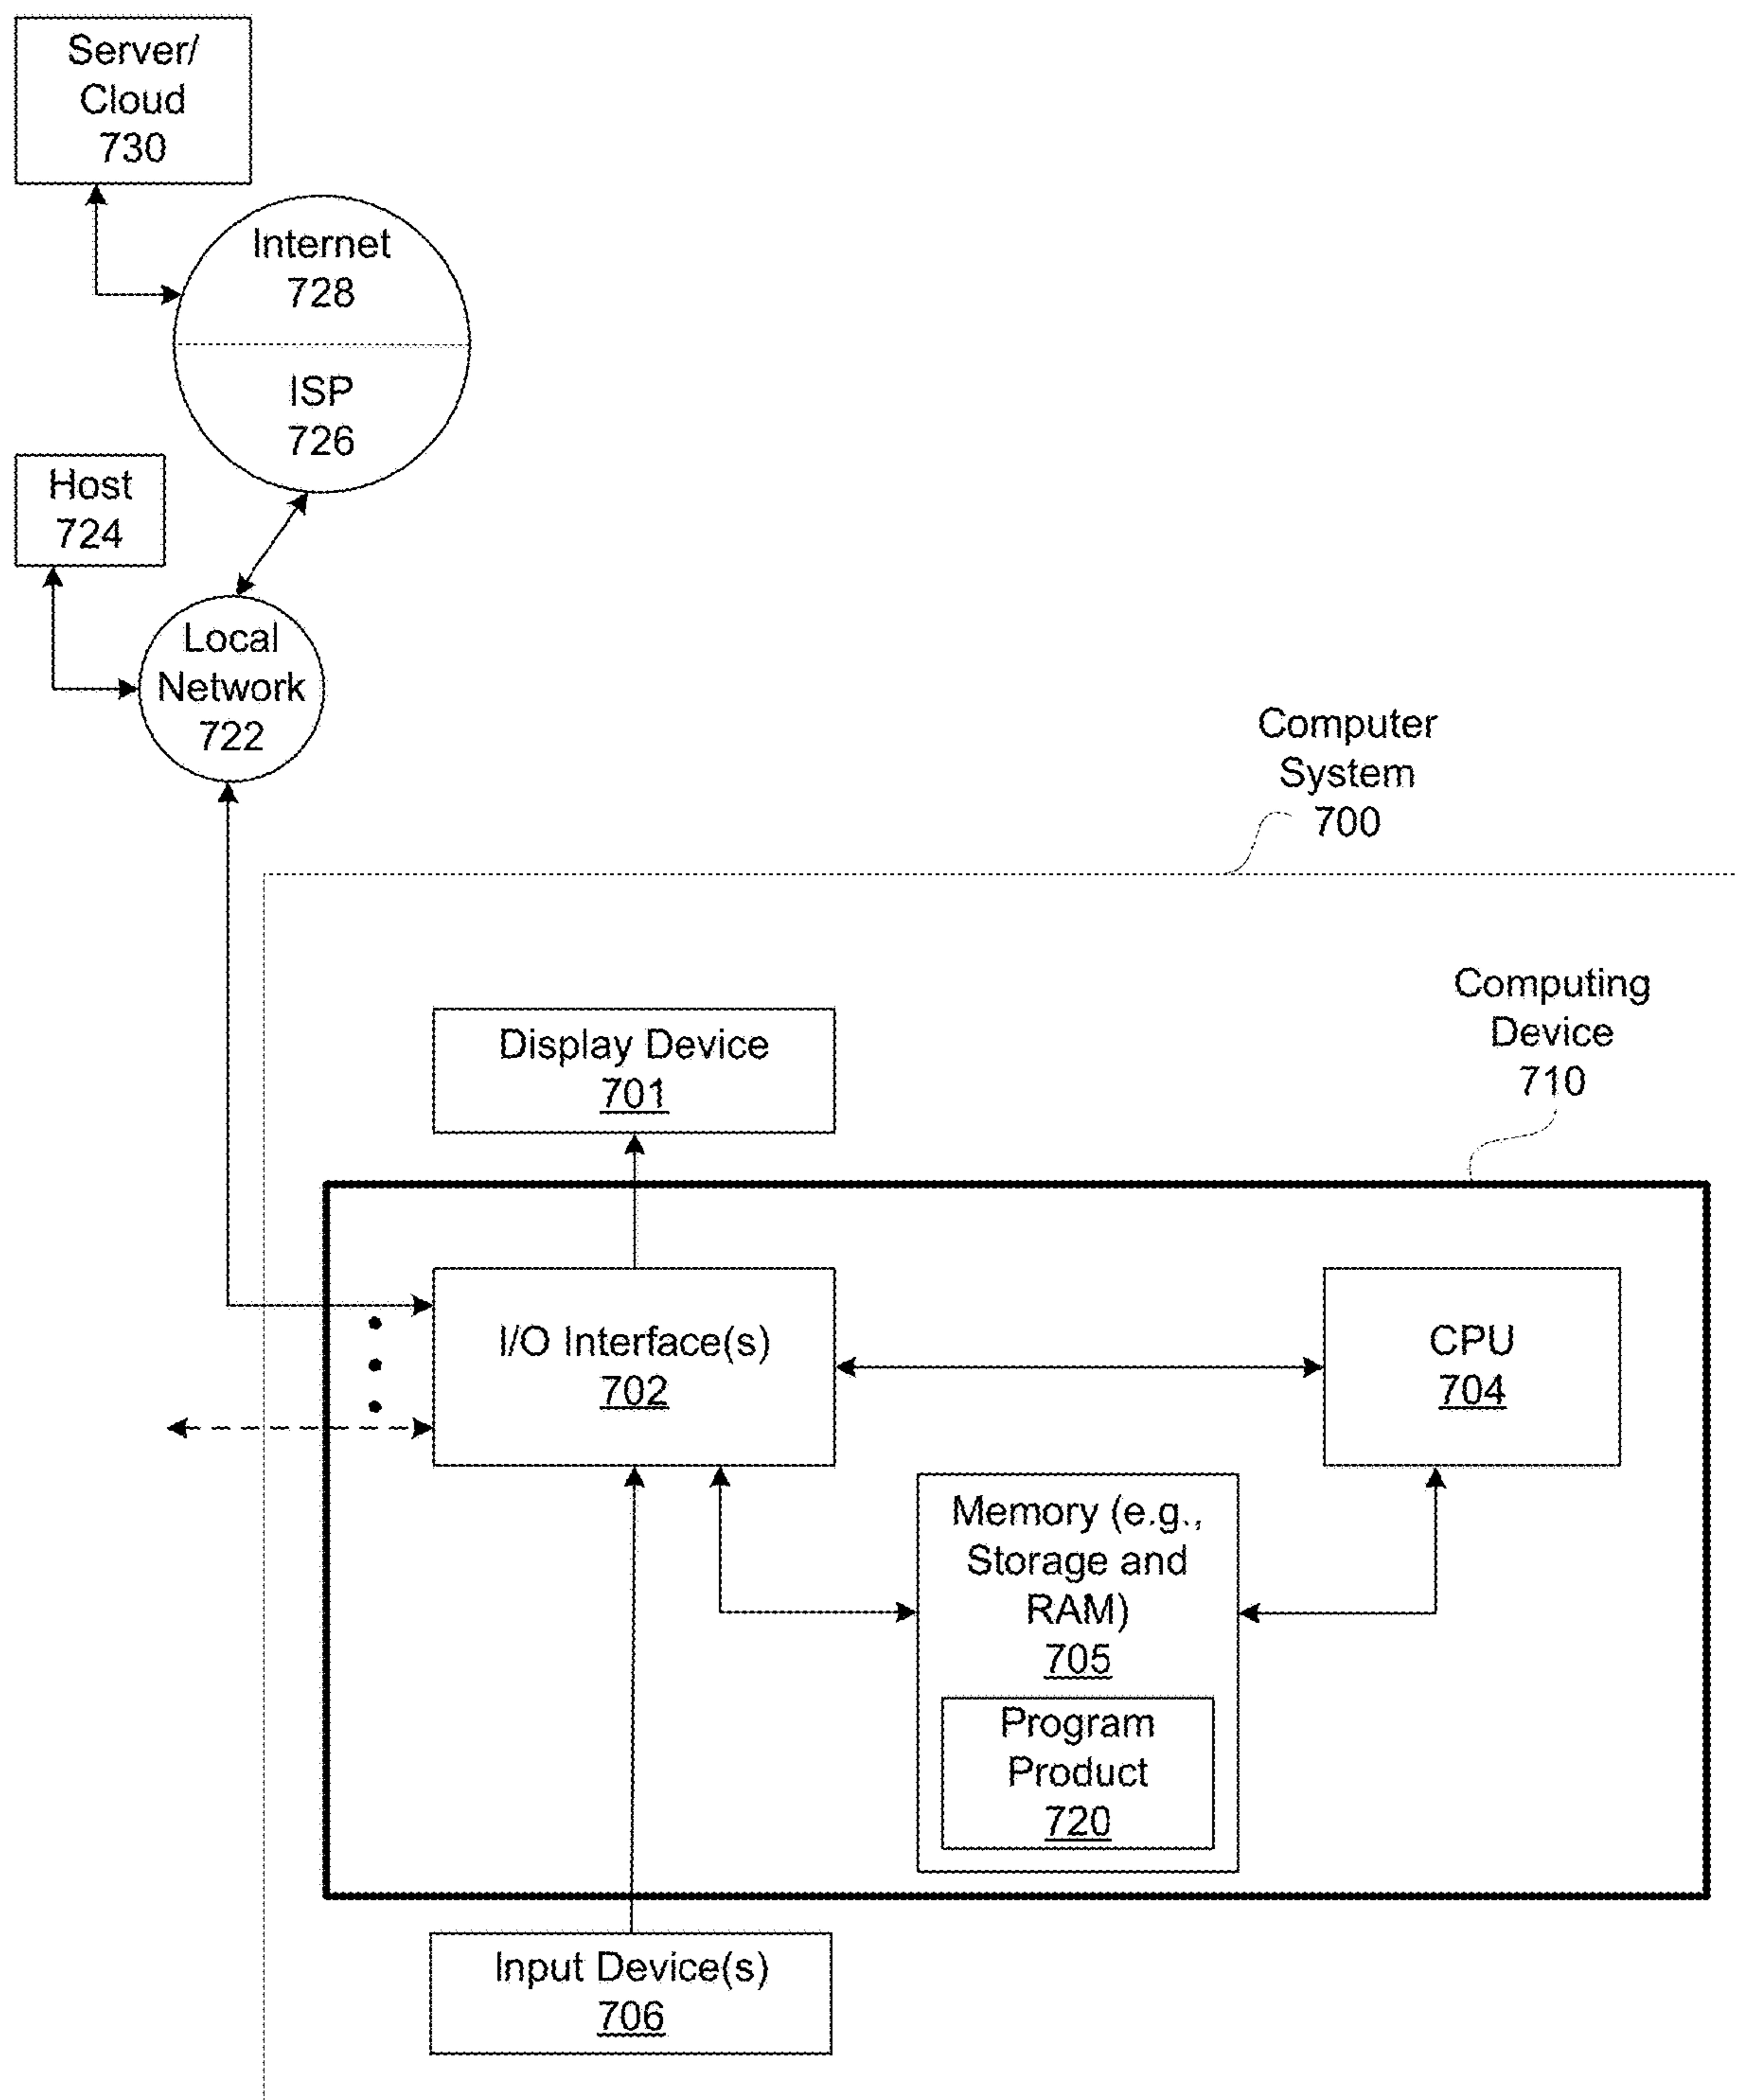 Server/
Cloud
730
Internet
728
ISP
726
Host
724
Local
Network
722
Computer
System
700
Computing
Device
710
Display Device
701
I/O Interface(s)
702
CPU
704
Memory (e.g.,
Storage and
RAM)
705
Program
Product
720
Input Device(s)
706